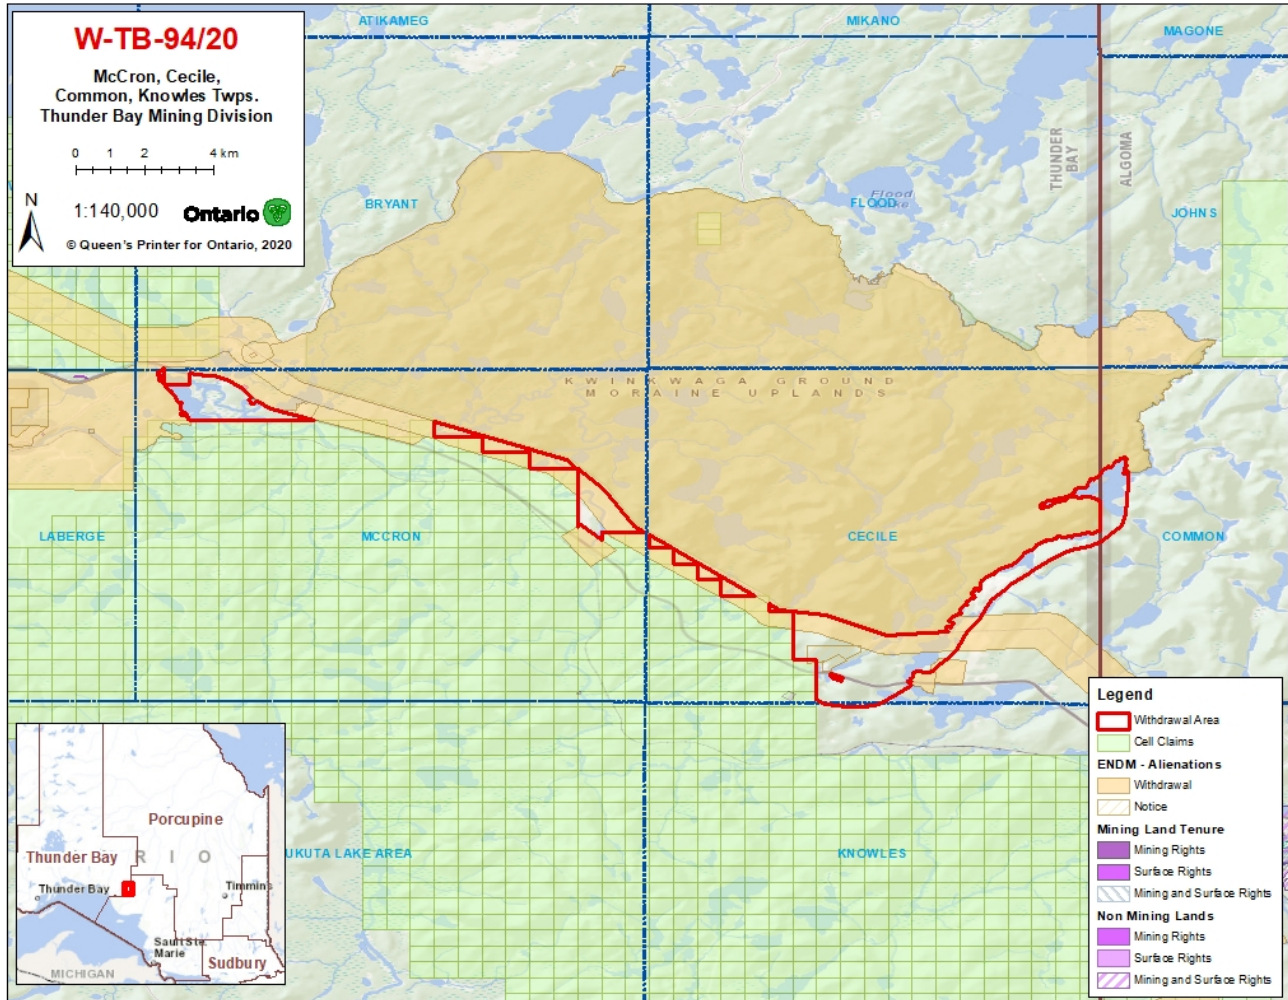 W-TB-94/20
McCron, Cecile,
Common, Knowles Twps.
Thunder Bay Mining Division
0 1 2 4 km
N
1:140,000
Ontario
© Queen's Printer for Ontario, 2020
ATIKAMEG
MIKANO
MAGONE
THUNDER
BAY
ALGOMA
BRYANT
Flood
FLOOD
JOHNS
KWINKWAGA GROUND
MORAINE UPLANDS
LABERGE
MCCRON
CECILE
COMMON
UKUTA LAKE AREA
KNOWLES
Porcupine
Thunder Bay
RIO
Thunder Bay
Timmins
Sault Ste.
Marie
Sudbury
MICHIGAN
Legend
Withdrawal Area
Cell Claims
ENDM - Alienations
Withdrawal
Notice
Mining Land Tenure
Mining Rights
Surface Rights
Mining and Surface Rights
Non Mining Lands
Mining Rights
Surface Rights
Mining and Surface Rights